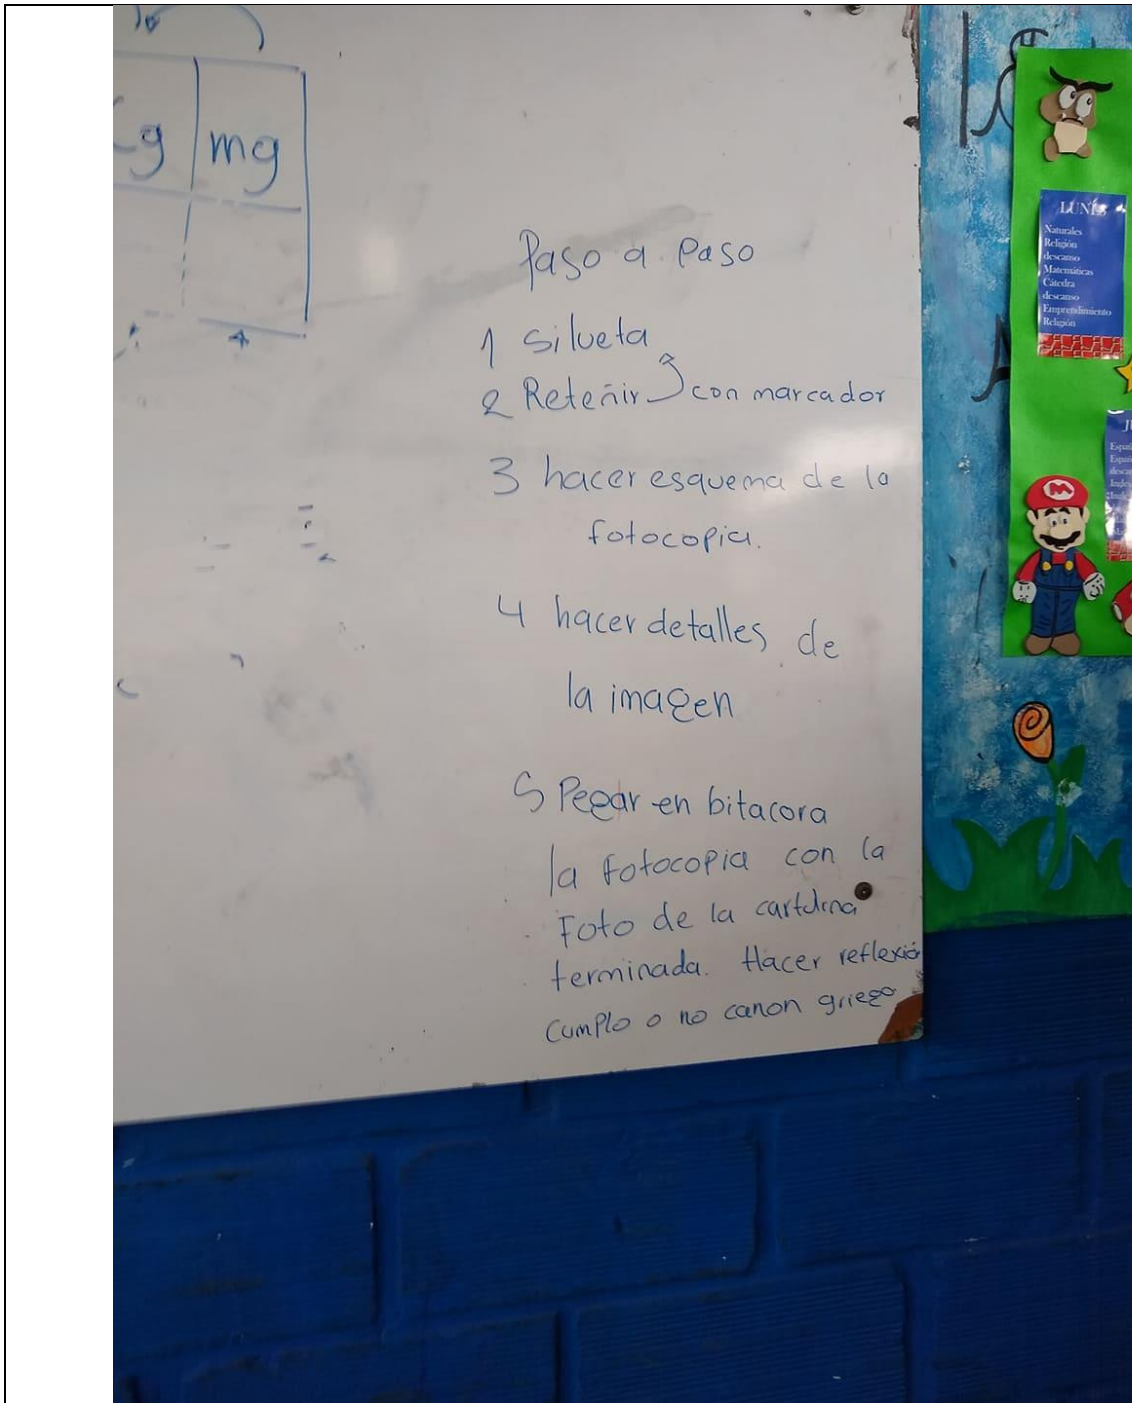 mg
Paso a Paso
1 Silueta
2 Reteñir con marcador
3 hacer esquema de la
fotocopia.
4 hacer detalles de
la imagen
5 Pegar en bitacora
la fotocopia con la
Foto de la cartulina
terminada. Hacer reflexió
cumplo o no canon griego
LUNES
Naturales
Religión
descanso
Matemáticas
Cátedra
descanso
Emprendimiento
Religión
M